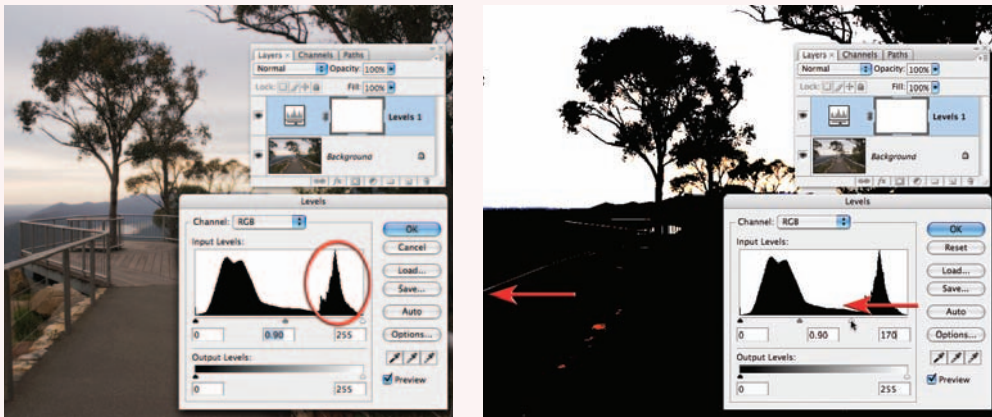 Layers × Channels Paths
Normal Opacity: 100%
Lock: Fill: 100%
Levels 1
Background
fx
Levels
Channel: RGB
OK
Input Levels:
Cancel
Load...
Save...
Auto
0 0.90 255
Options...
Output Levels:
Preview
0 255
Layers × Channels Paths
Normal Opacity: 100%
Lock: Fill: 100%
Levels 1
Background
fx
Levels
Channel: RGB
OK
Input Levels:
Reset
Load...
Save...
Auto
0 0.90 170
Options...
Output Levels:
Preview
0 255